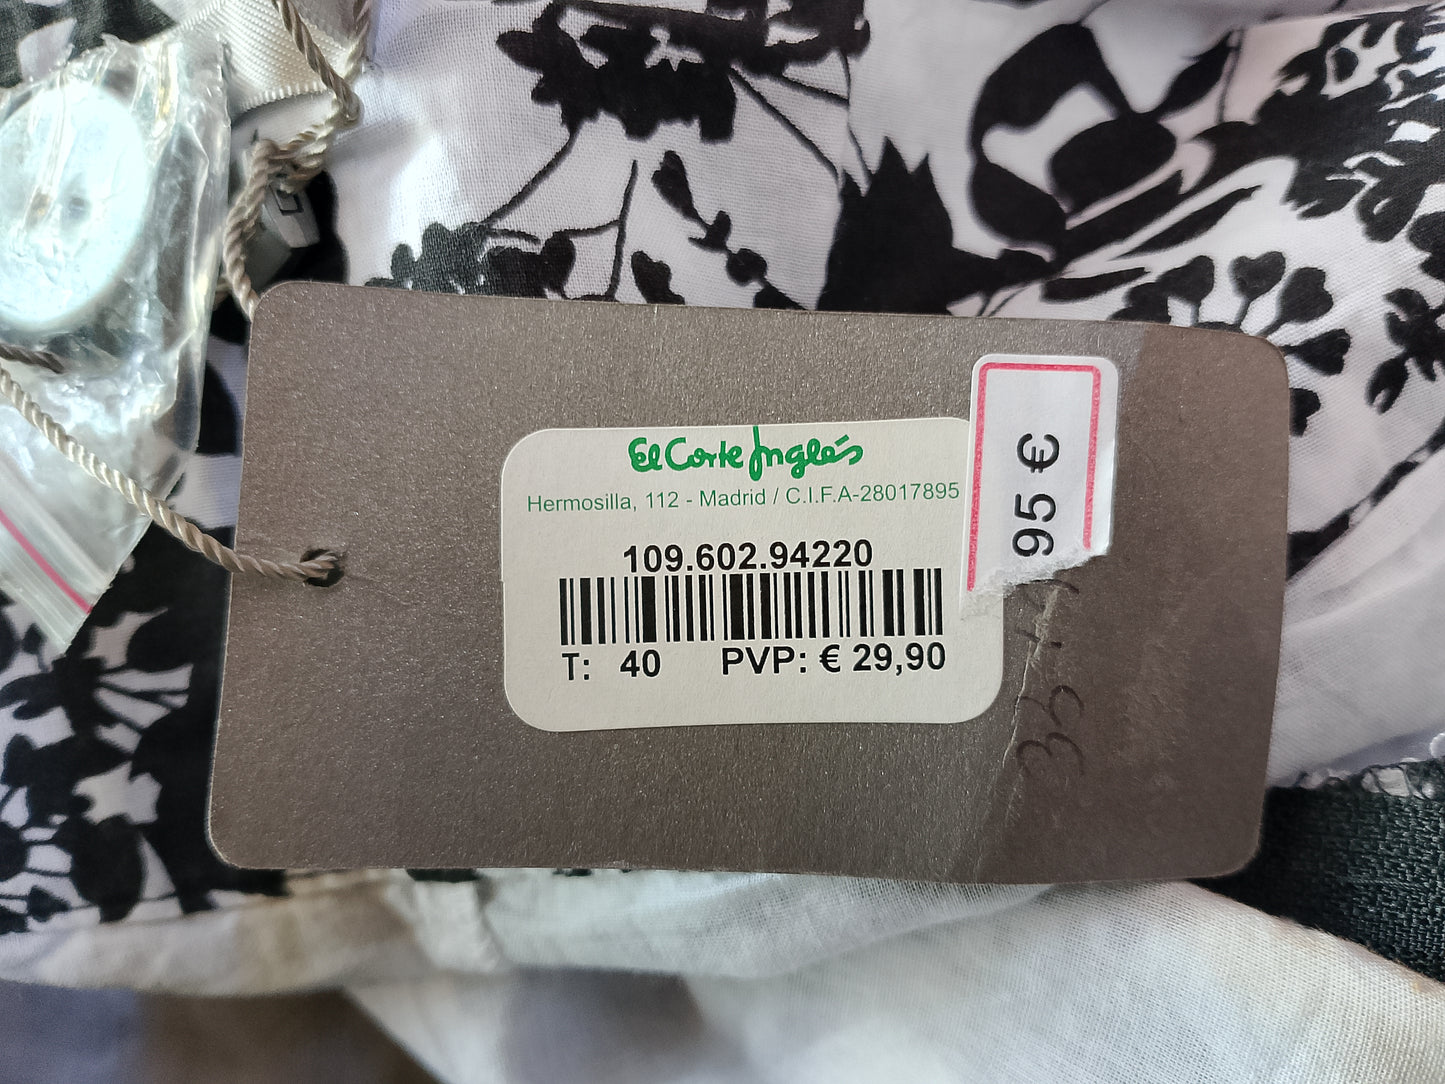 El Corte Inglés
Hermosilla, 112 - Madrid / C.I.F.A-28017895
109.602.94220
T: 40 PVP: € 29,90
95 €